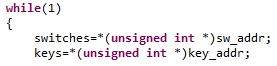 while(1)
{
switches=*(unsigned int *)sw_addr;
keys=*(unsigned int *)key_addr;